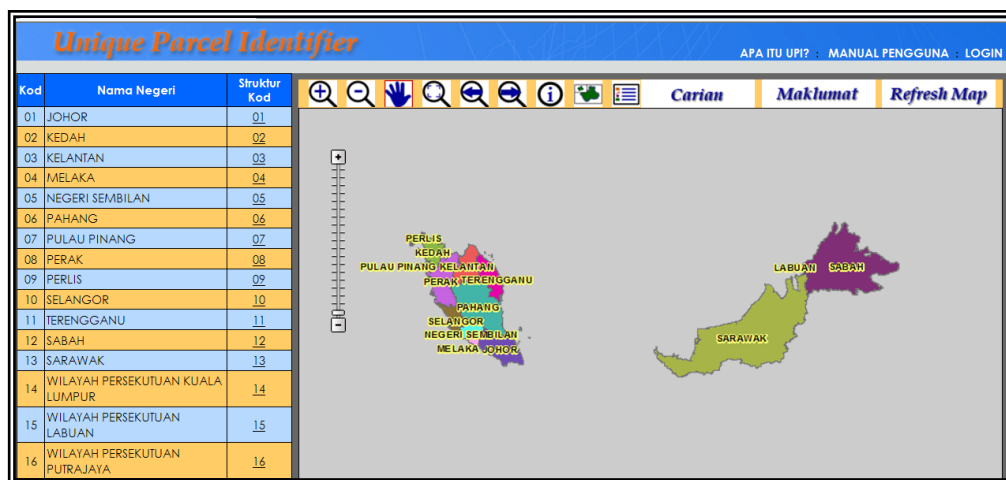 Unique Parcel Identifier
APA ITU UPI? : MANUAL PENGGUNA : LOGIN
Kod Nama Negeri Struktur Kod
01 JOHOR 01
02 KEDAH 02
03 KELANTAN 03
04 MELAKA 04
05 NEGERI SEMBILAN 05
06 PAHANG 06
07 PULAU PINANG 07
08 PERAK 08
09 PERLIS 09
10 SELANGOR 10
11 TERENGGANU 11
12 SABAH 12
13 SARAWAK 13
14 WILAYAH PERSEKUTUAN KUALA
LUMPUR 14
15 WILAYAH PERSEKUTUAN
LABUAN 15
16 WILAYAH PERSEKUTUAN
PUTRAJAYA 16
Carian Maklumat Refresh Map
PERLIS
KEDAH
PULAU PINANG KELANTAN
PERAK TERENGGANU
PAHANG
SELANGOR
NEGERI SEMBILAN
MELAKA JOHOR
LABUAN SABAH
SARAWAK